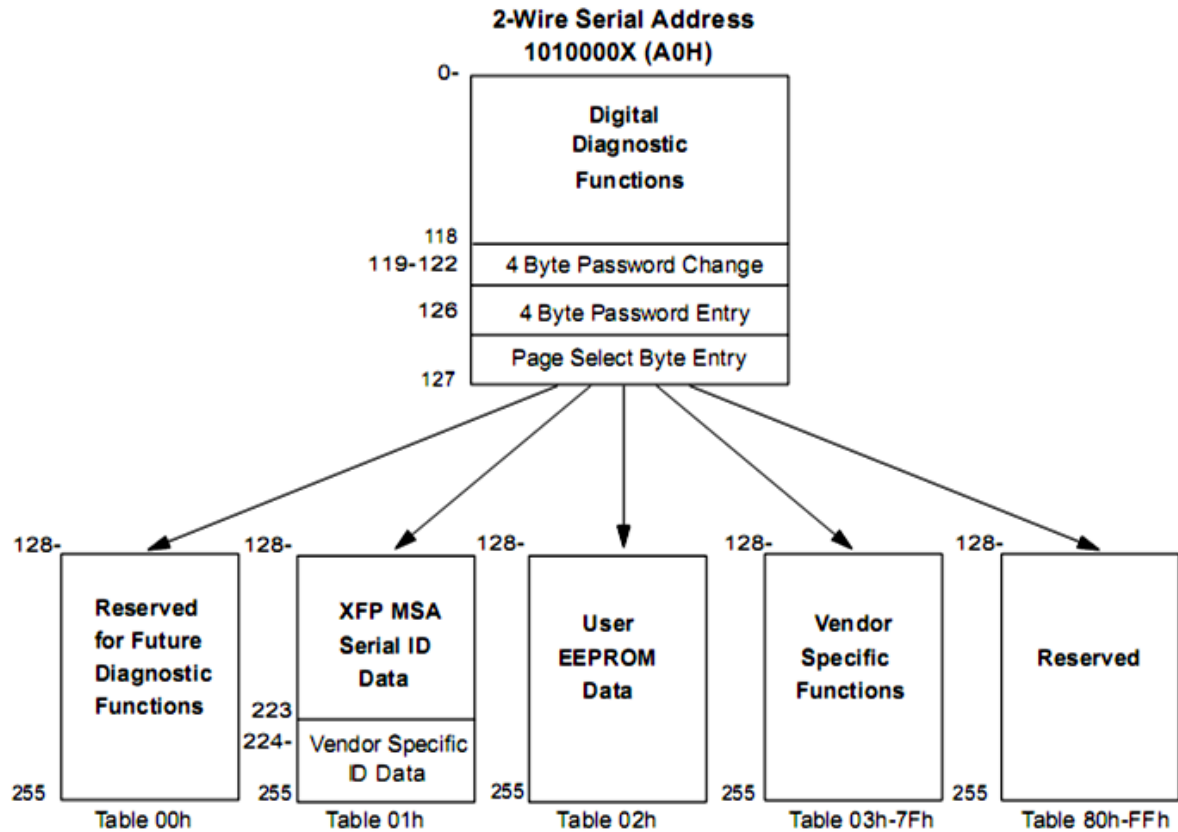 2-Wire Serial Address
1010000X (A0H)
0-
Digital
Diagnostic
Functions
118
119-122
4 Byte Password Change
126
4 Byte Password Entry
Page Select Byte Entry
127
128-
Reserved
for Future
Diagnostic
Functions
255
Table 00h
128-
XFP MSA
Serial ID
Data
223
224-
Vendor Specific
ID Data
255
Table 01h
128-
User
EEPROM
Data
255
Table 02h
128-
Vendor
Specific
Functions
255
Table 03h-7Fh
128-
Reserved
255
Table 80h-FFh